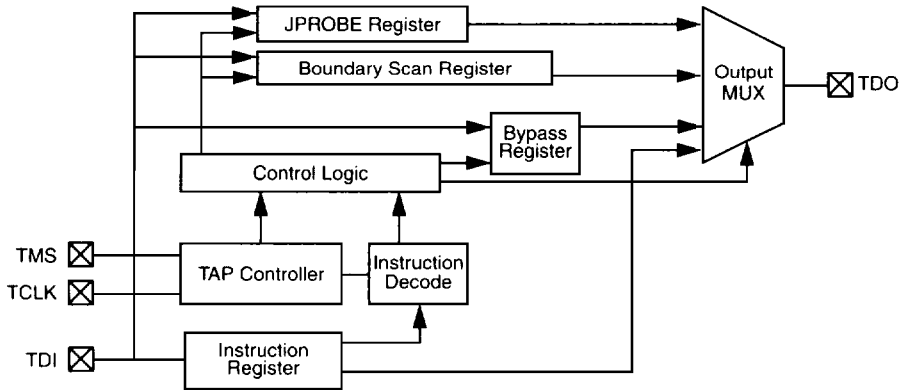 JPROBE Register
Boundary Scan Register
Output
MUX
TDO
Bypass
Register
Control Logic
TMS
TAP Controller
Instruction
Decode
TCLK
TDI
Instruction
Register